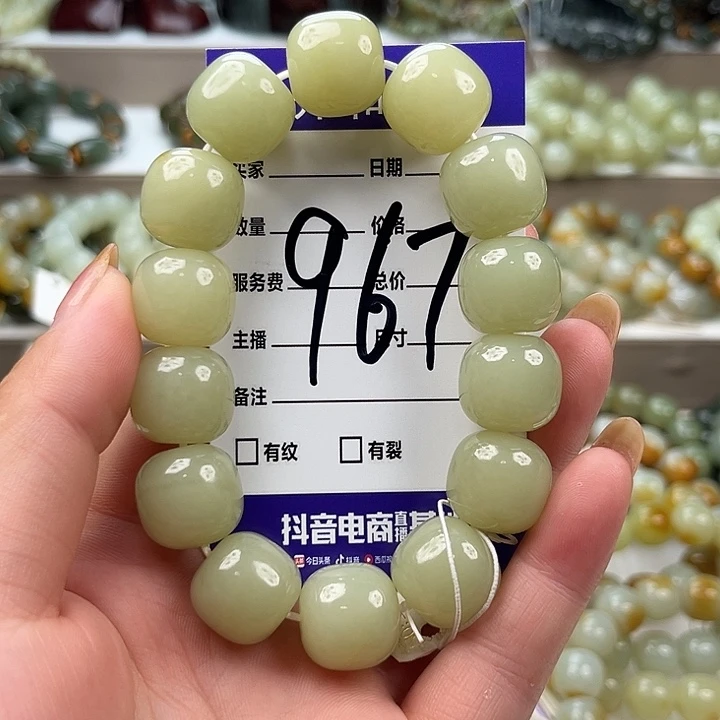 买家 日期
数量 价格
967
服务费 总价
主播 尺寸
备注
有纹 有裂
抖音电商直播基
今日头条 抖音 西瓜视